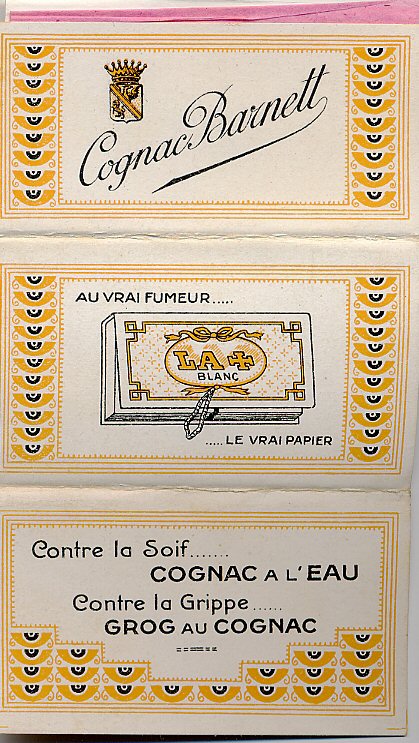 Cognac Barnett
AU VRAI FUMEUR.....
LA+
BLANC
.....LE VRAI PAPIER
Contre la Soif.......
COGNAC A L'EAU
Contre la Grippe......
GROG AU COGNAC